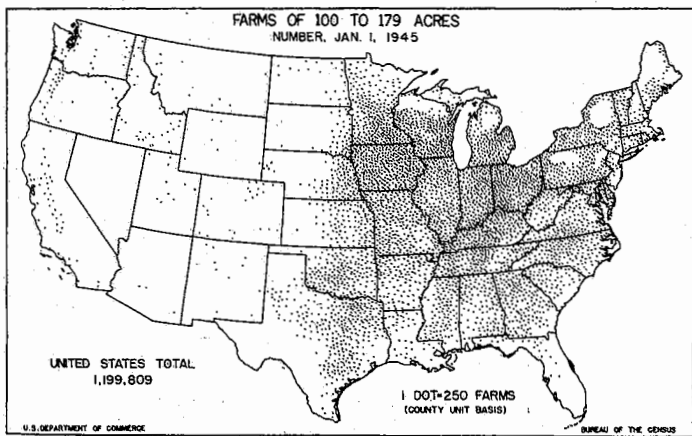 FARMS OF 100 TO 179 ACRES
NUMBER, JAN. 1, 1945
UNITED STATES TOTAL
1,199,809
1 DOT=250 FARMS
(COUNTY UNIT BASIS)
U.S. DEPARTMENT OF COMMERCE
BUREAU OF THE CENSUS